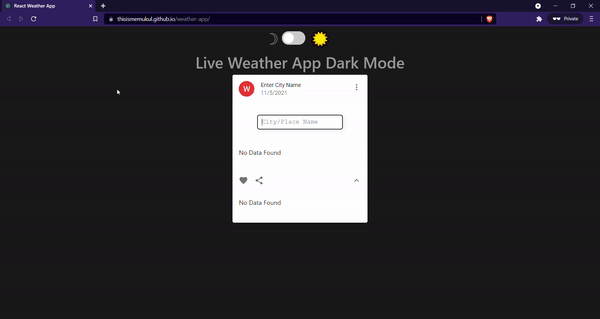 React Weather App
thisismemukul.github.io/weather-app/
Private
Live Weather App Dark Mode
W
Enter City Name
11/5/2021
City/Place Name
No Data Found
No Data Found